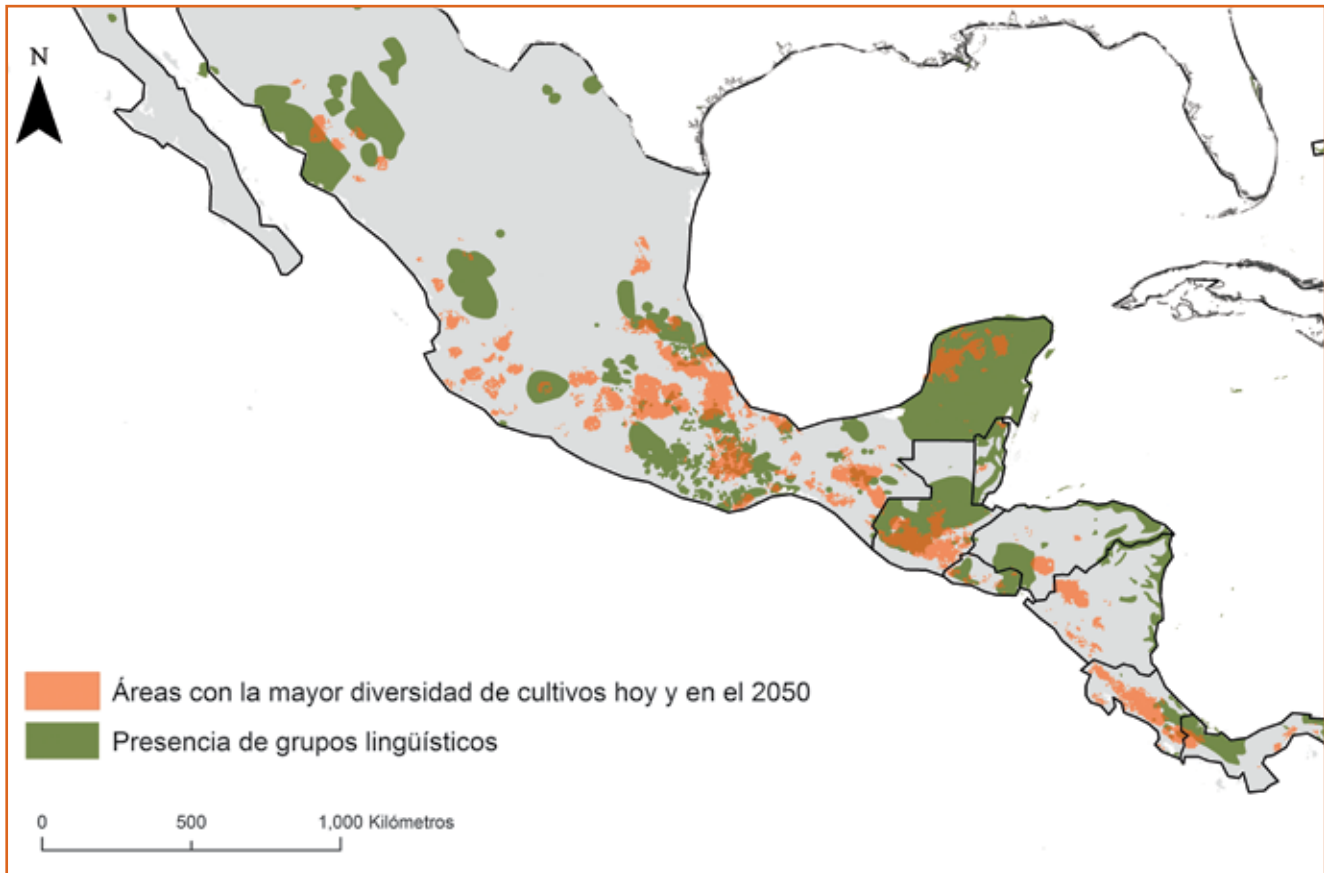 N
Áreas con la mayor diversidad de cultivos hoy y en el 2050
Presencia de grupos lingüísticos
0 500 1,000 Kilómetros